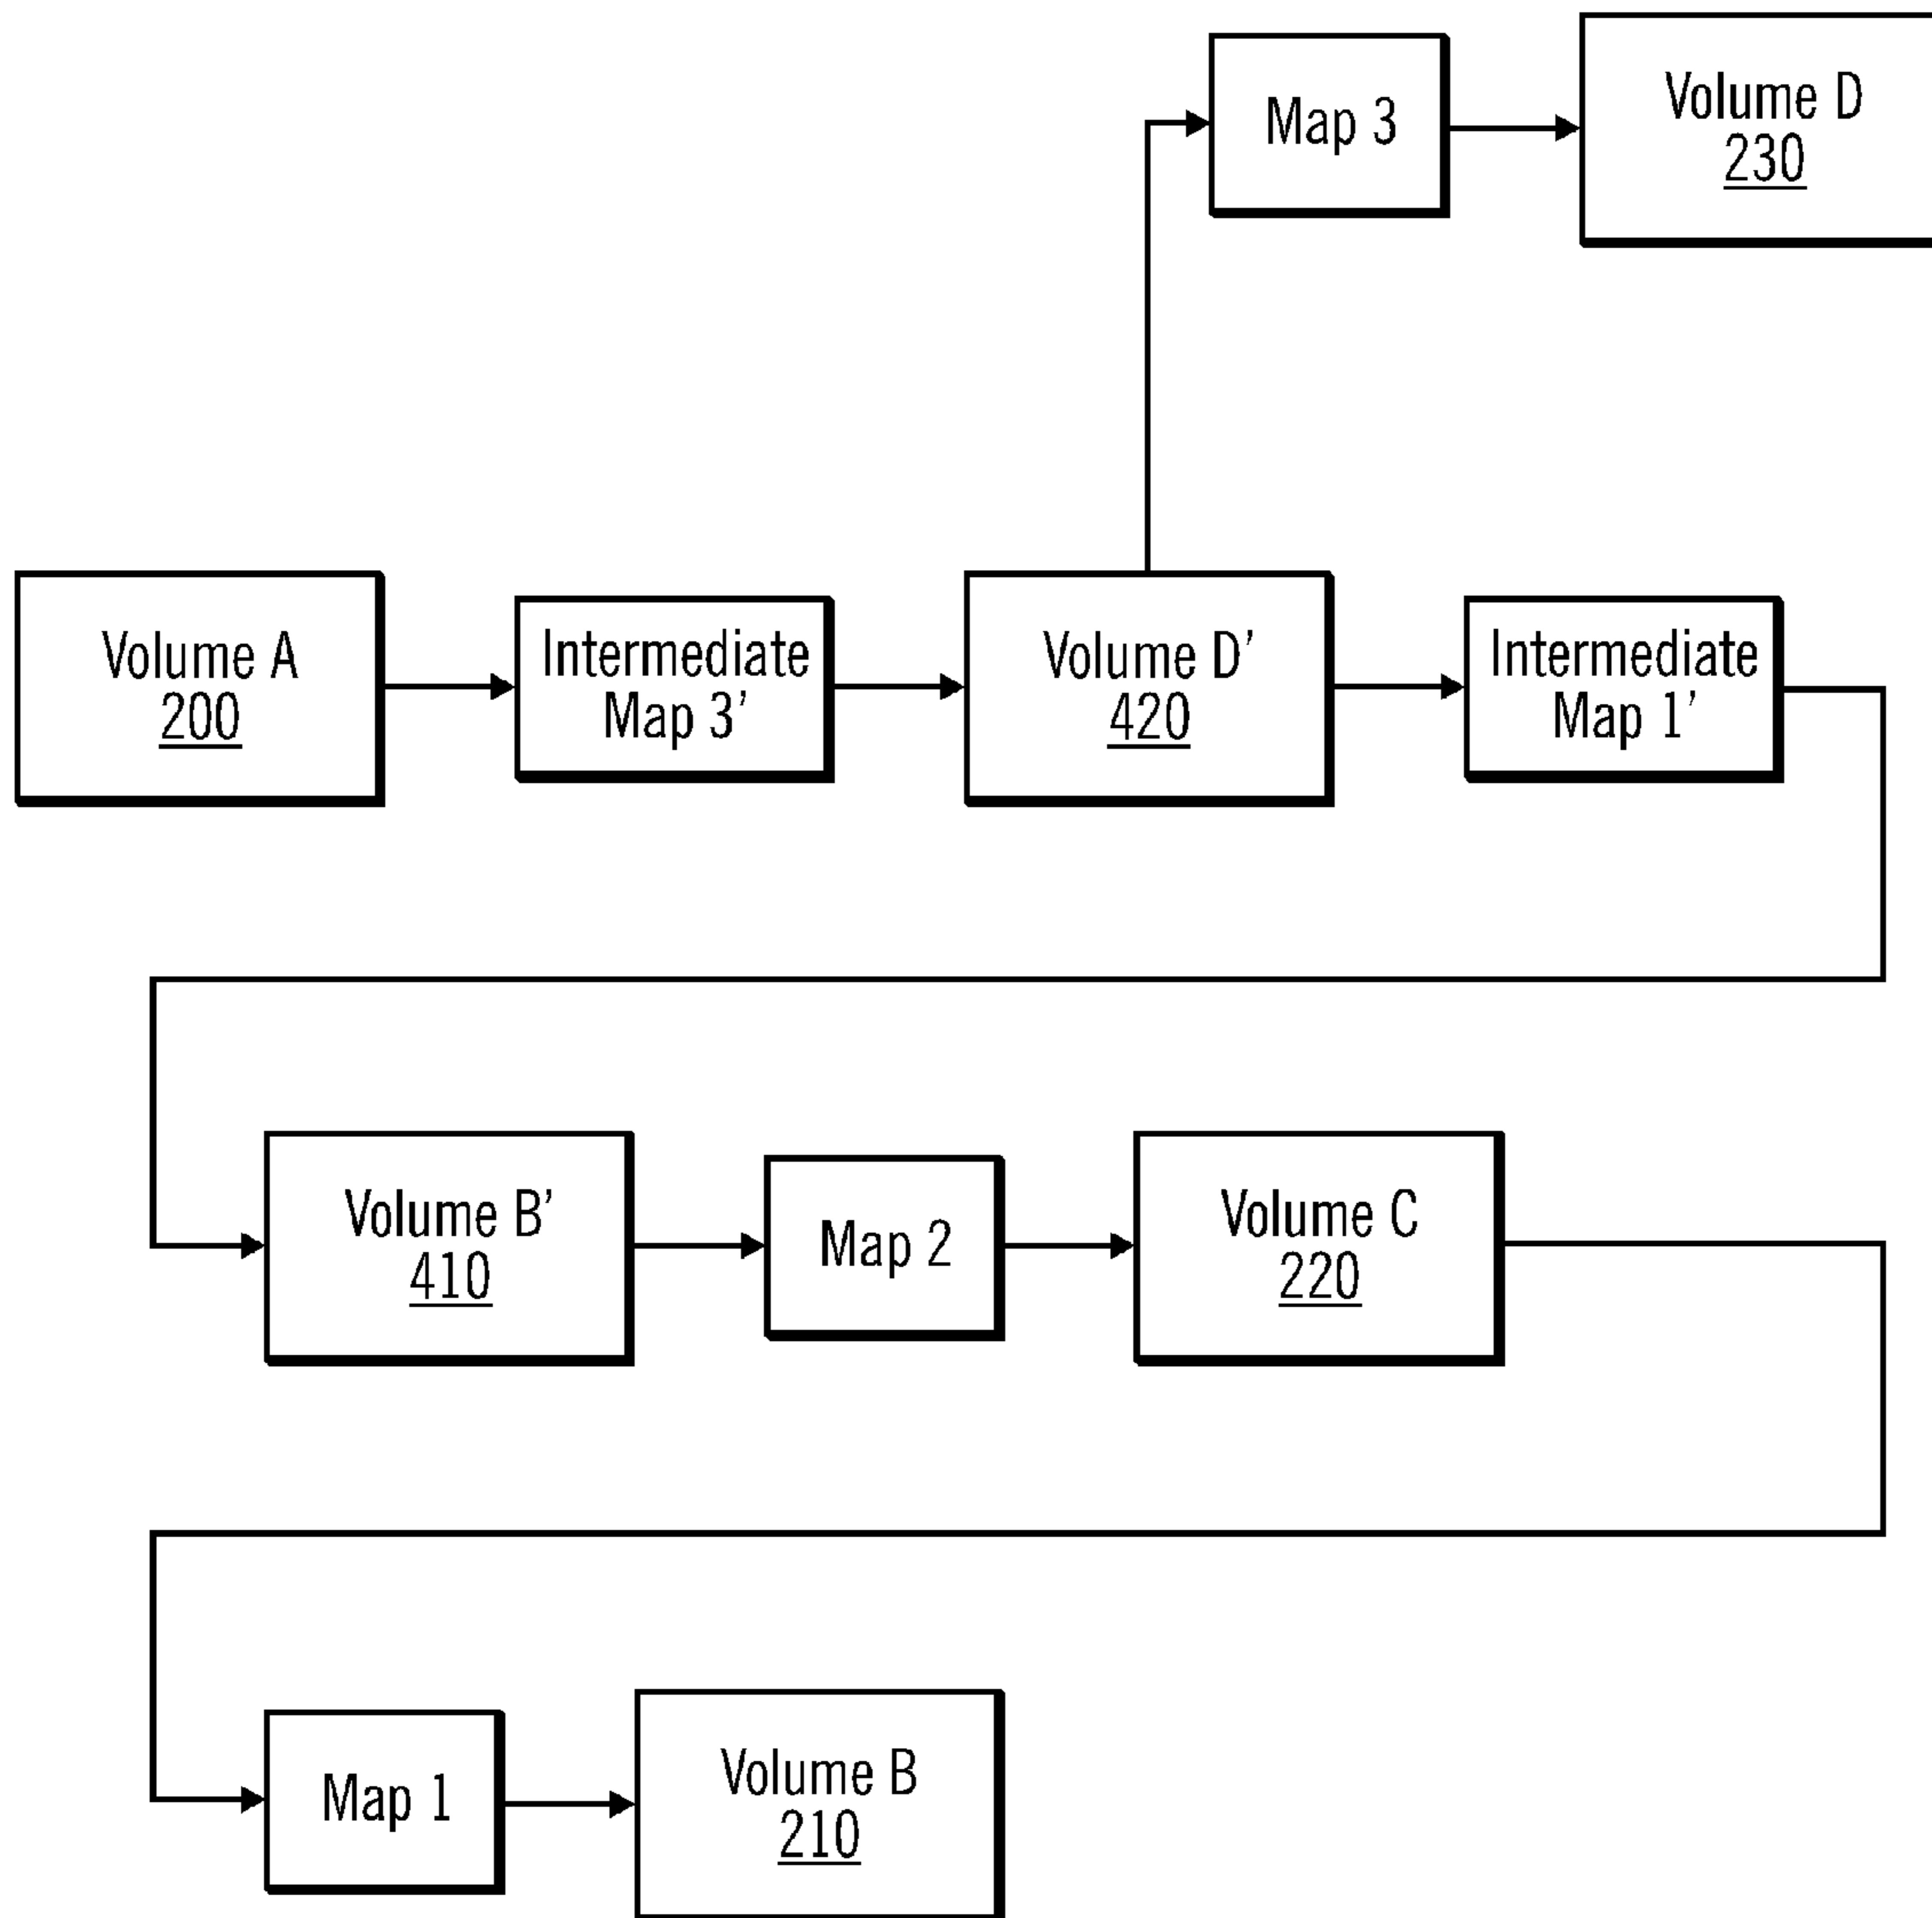 Map 3
Volume D
230
Volume A
200
Intermediate
Map 3’
Volume D’
420
Intermediate
Map 1’
Volume B’
410
Map 2
Volume C
220
Map 1
Volume B
210